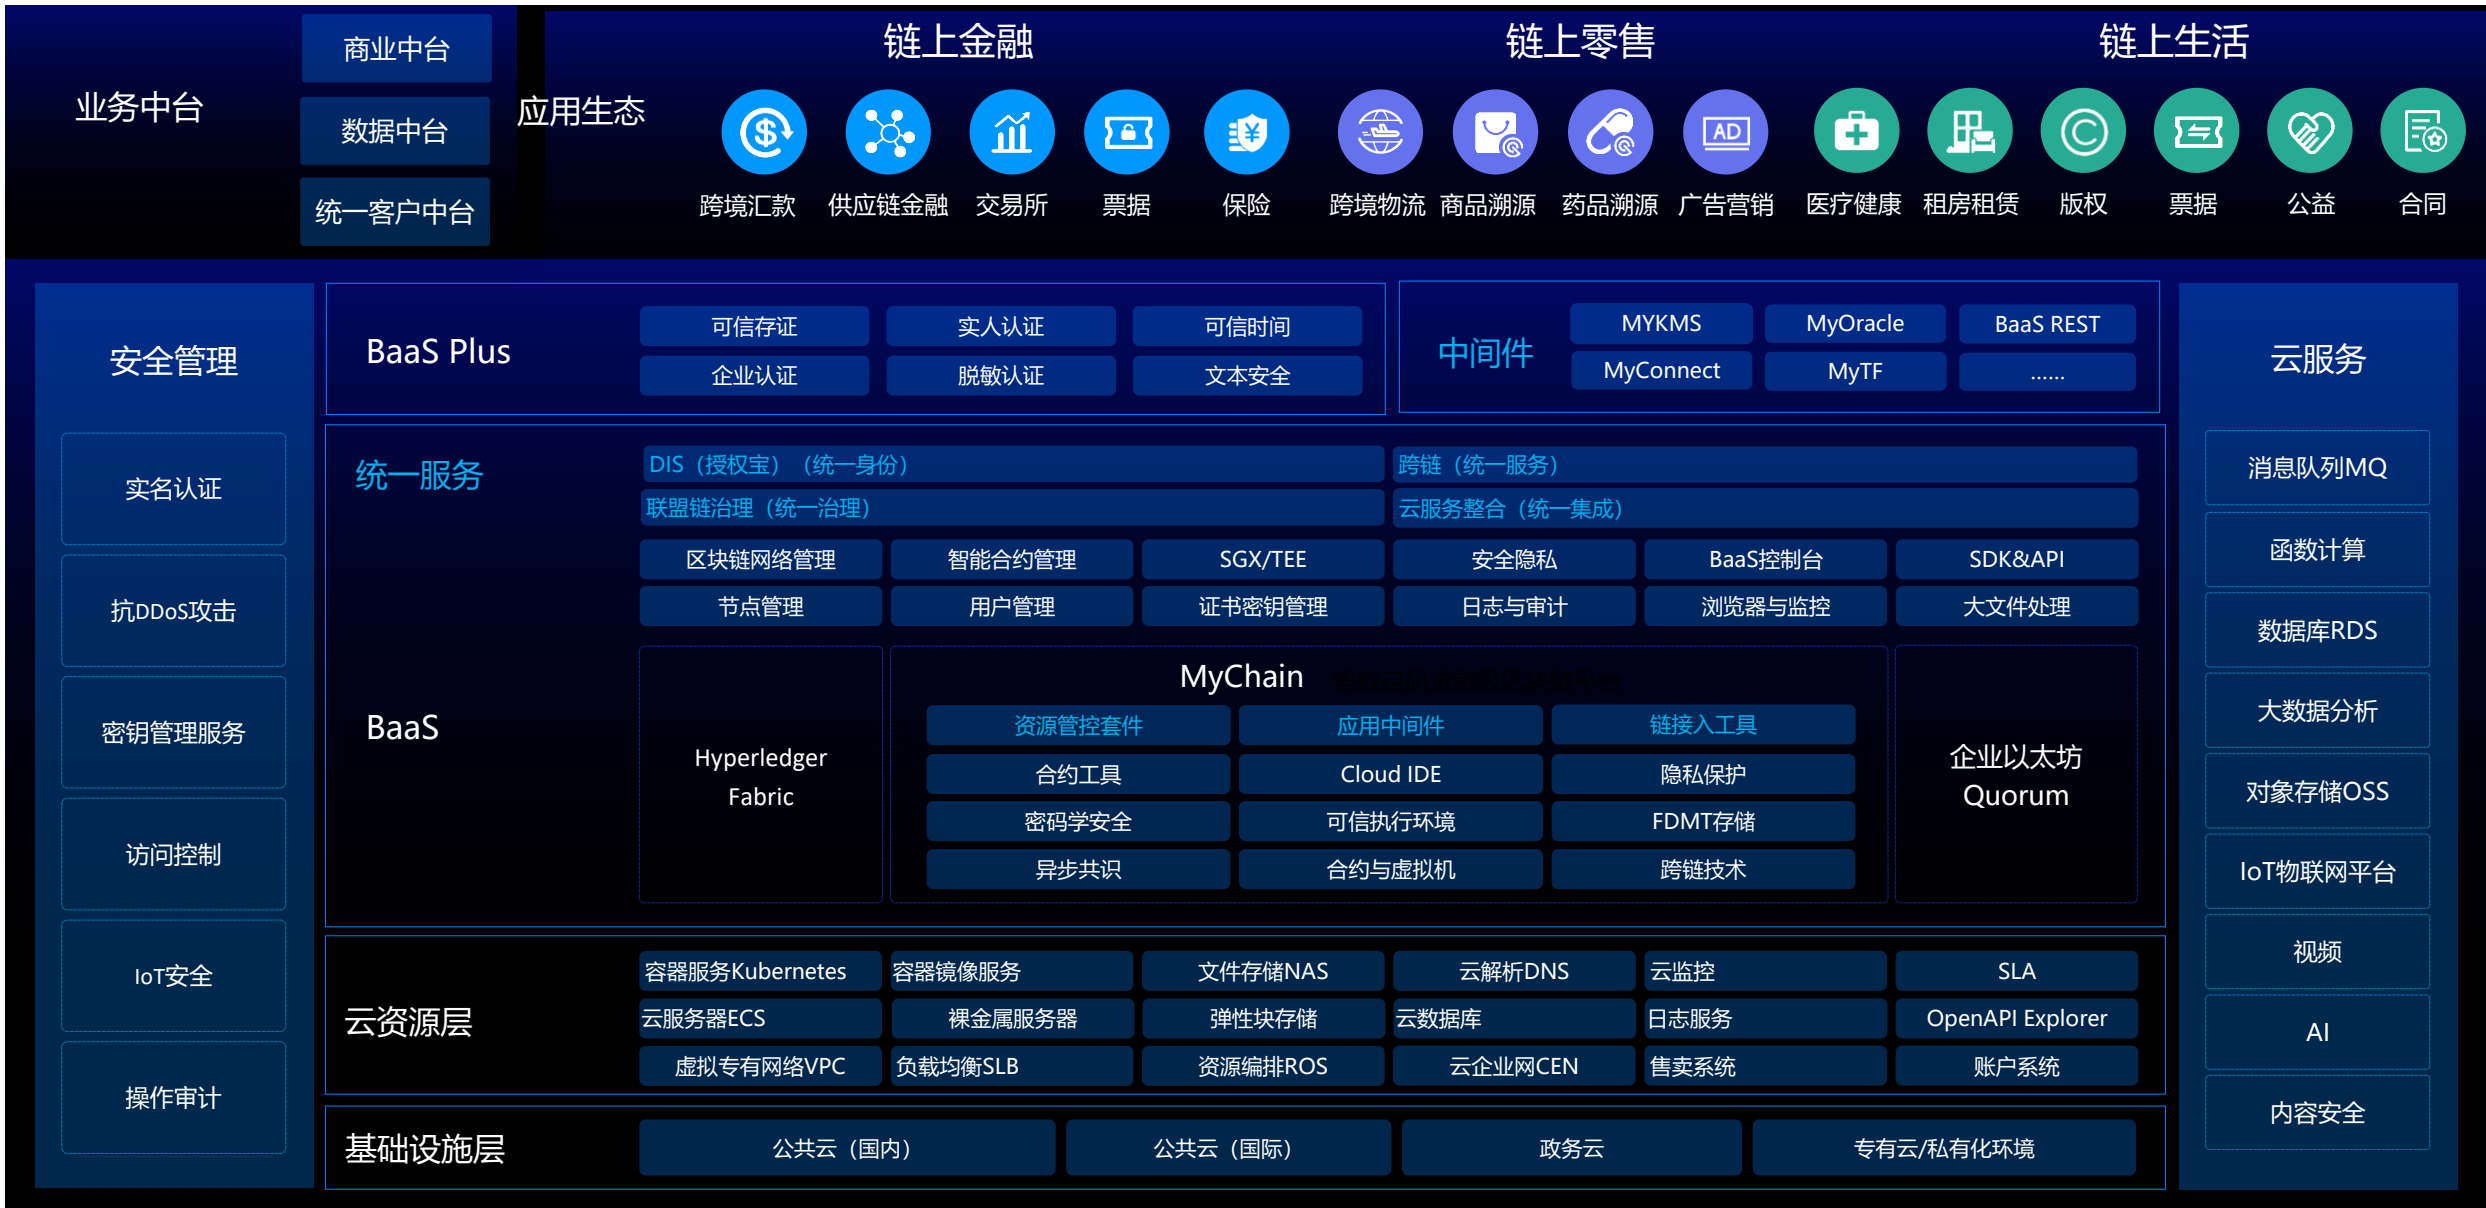 业务中台
商业中台
数据中台
统一客户中台
应用生态
链上金融
跨境汇款
供应链金融
交易所
票据
保险
链上零售
跨境物流
商品溯源
药品溯源
AD
广告营销
链上生活
医疗健康
租房租赁
版权
票据
公益
合同
安全管理
实名认证
抗DDoS攻击
密钥管理服务
访问控制
IoT安全
操作审计
BaaS Plus
可信存证
实人认证
可信时间
企业认证
脱敏认证
文本安全
中间件
MYKMS
MyOracle
BaaS REST
MyConnect
MyTF
......
统一服务
DIS（授权宝）（统一身份）
跨链（统一服务）
联盟链治理（统一治理）
云服务整合（统一集成）
区块链网络管理
智能合约管理
SGX/TEE
安全隐私
BaaS控制台
SDK&API
节点管理
用户管理
证书密钥管理
日志与审计
浏览器与监控
大文件处理
BaaS
Hyperledger
Fabric
MyChain
资源管控套件
应用中间件
链接入工具
合约工具
Cloud IDE
隐私保护
密码学安全
可信执行环境
FDMT存储
异步共识
合约与虚拟机
跨链技术
企业以太坊
Quorum
云资源层
容器服务Kubernetes
容器镜像服务
文件存储NAS
云解析DNS
云监控
SLA
云服务器ECS
裸金属服务器
弹性块存储
云数据库
日志服务
OpenAPI Explorer
虚拟专有网络VPC
负载均衡SLB
资源编排ROS
云企业网CEN
售卖系统
账户系统
基础设施层
公共云（国内）
公共云（国际）
政务云
专有云/私有化环境
云服务
消息队列MQ
函数计算
数据库RDS
大数据分析
对象存储OSS
IoT物联网平台
视频
AI
内容安全